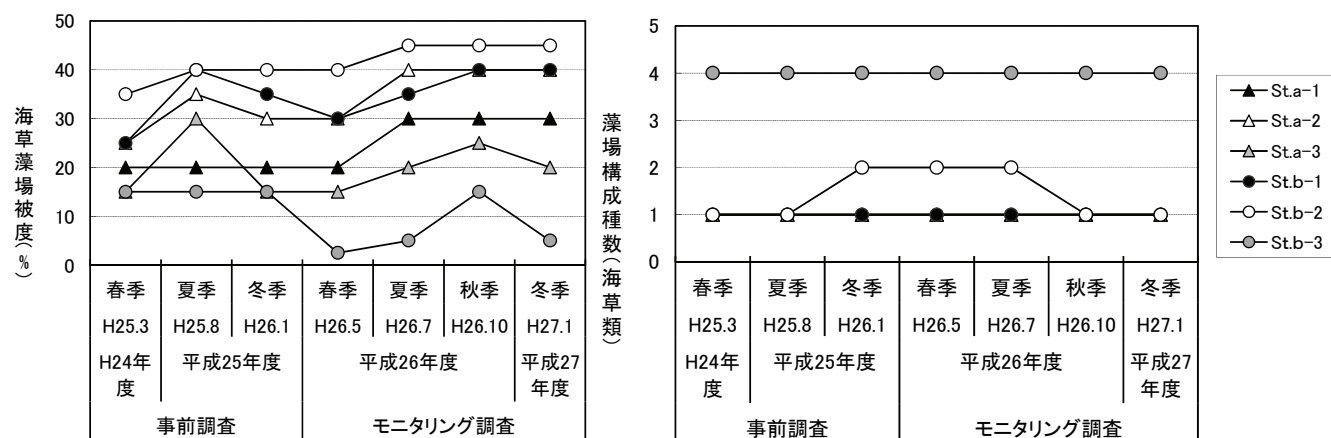 海草藻場被度(%)
50
40
30
20
10
0
春季 夏季 冬季 春季 夏季 秋季 冬季
H25.3 H25.8 H26.1 H26.5 H26.7 H26.10 H27.1
H24年度 平成25年度 平成26年度 平成27年度
事前調査 モニタリング調査
藻場構成種数(海草類)
5
4
3
2
1
0
春季 夏季 冬季 春季 夏季 秋季 冬季
H25.3 H25.8 H26.1 H26.5 H26.7 H26.10 H27.1
H24年度 平成25年度 平成26年度 平成27年度
事前調査 モニタリング調査
St.a-1
St.a-2
St.a-3
St.b-1
St.b-2
St.b-3